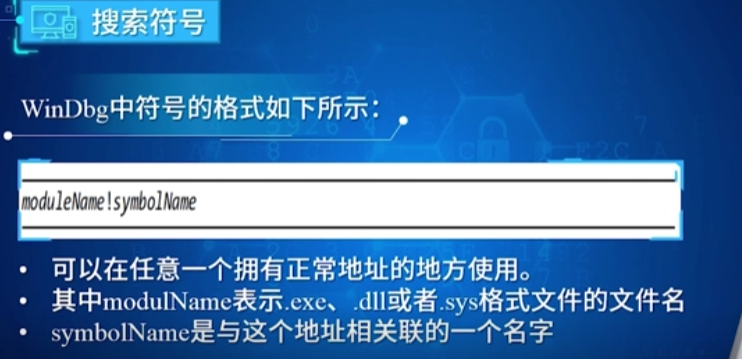 搜索符号
WinDbg中符号的格式如下所示：
moduleName!symbolName
• 可以在任意一个拥有正常地址的地方使用。
• 其中modulName表示.exe、.dll或者.sys格式文件的文件名
• symbolName是与这个地址相关联的一个名字